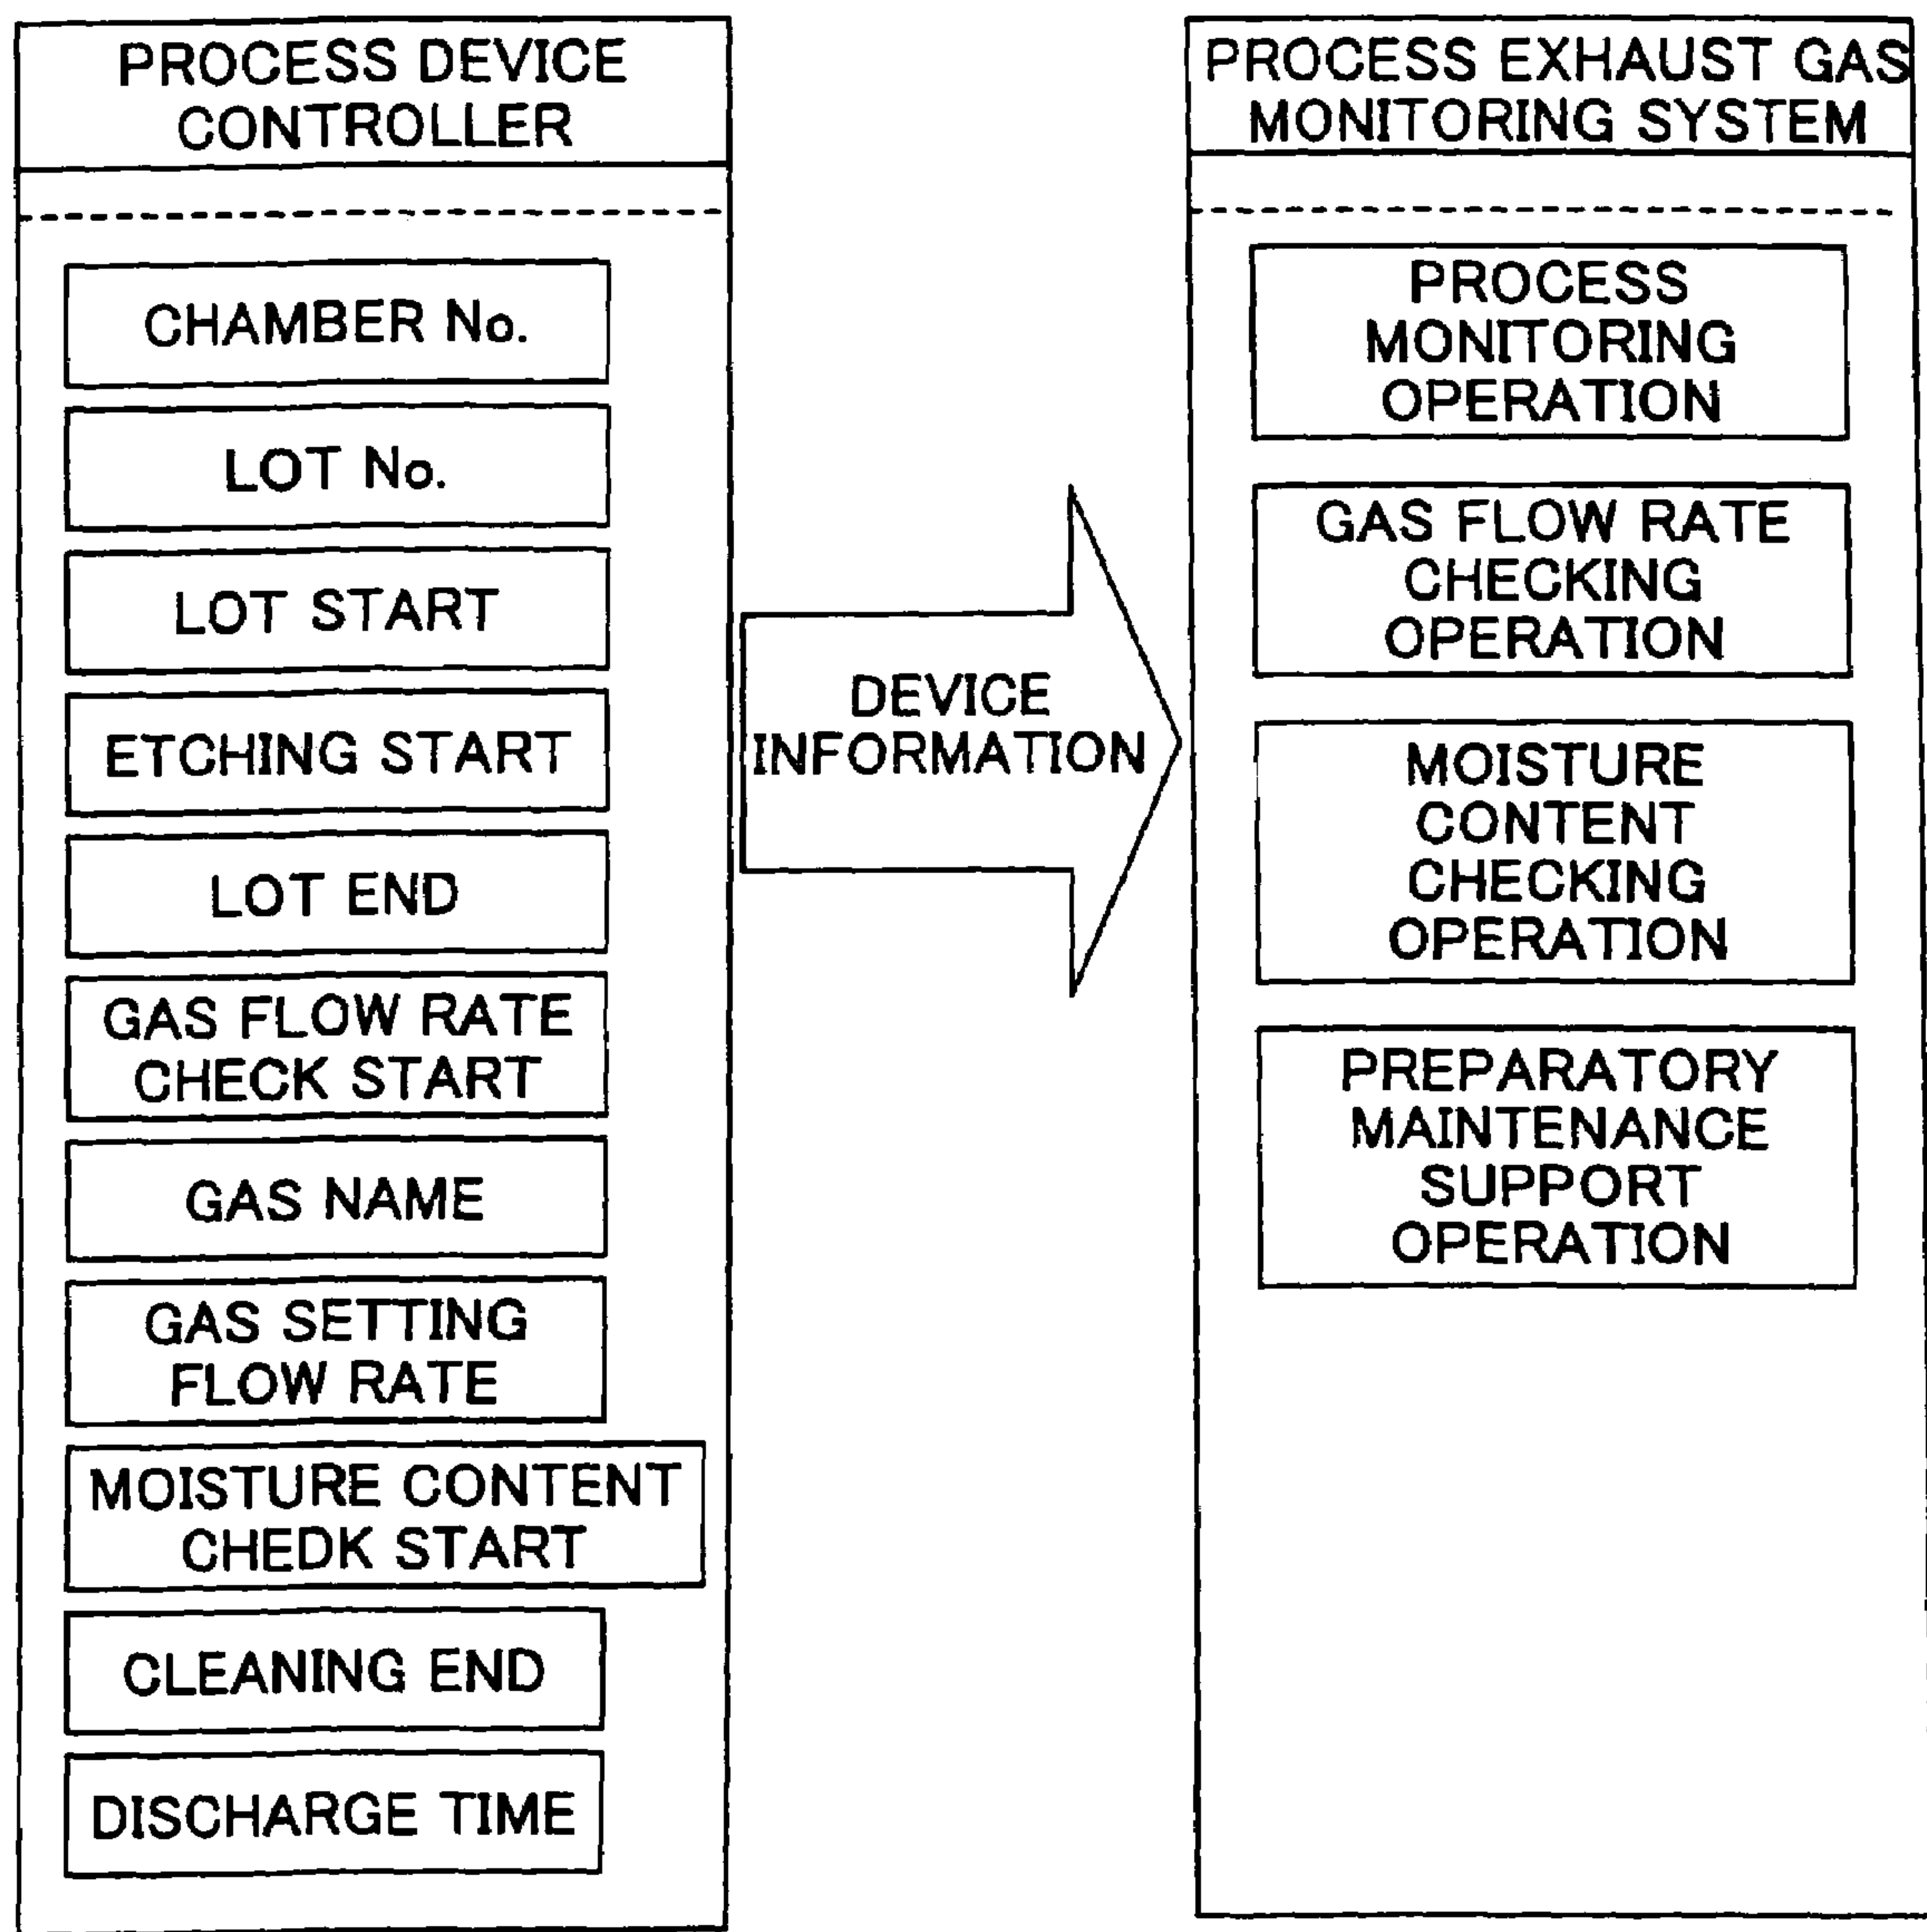 PROCESS DEVICE
CONTROLLER
CHAMBER No.
LOT No.
LOT START
ETCHING START
LOT END
GAS FLOW RATE
CHECK START
GAS NAME
GAS SETTING
FLOW RATE
MOISTURE CONTENT
CHEDK START
CLEANING END
DISCHARGE TIME
DEVICE
INFORMATION
PROCESS EXHAUST GAS
MONITORING SYSTEM
PROCESS
MONITORING
OPERATION
GAS FLOW RATE
CHECKING
OPERATION
MOISTURE
CONTENT
CHECKING
OPERATION
PREPARATORY
MAINTENANCE
SUPPORT
OPERATION